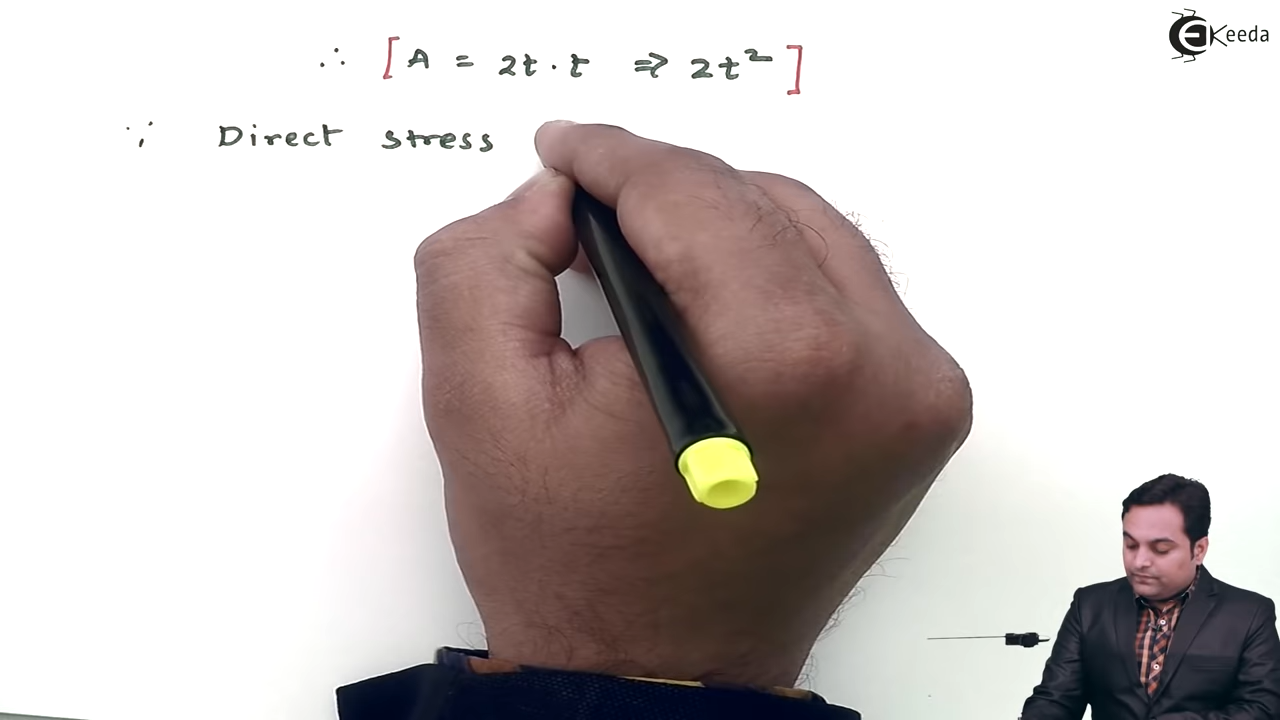 Ekeeda
∴ [ A = 2t · t ⇒ 2t² ]
∵ Direct stress